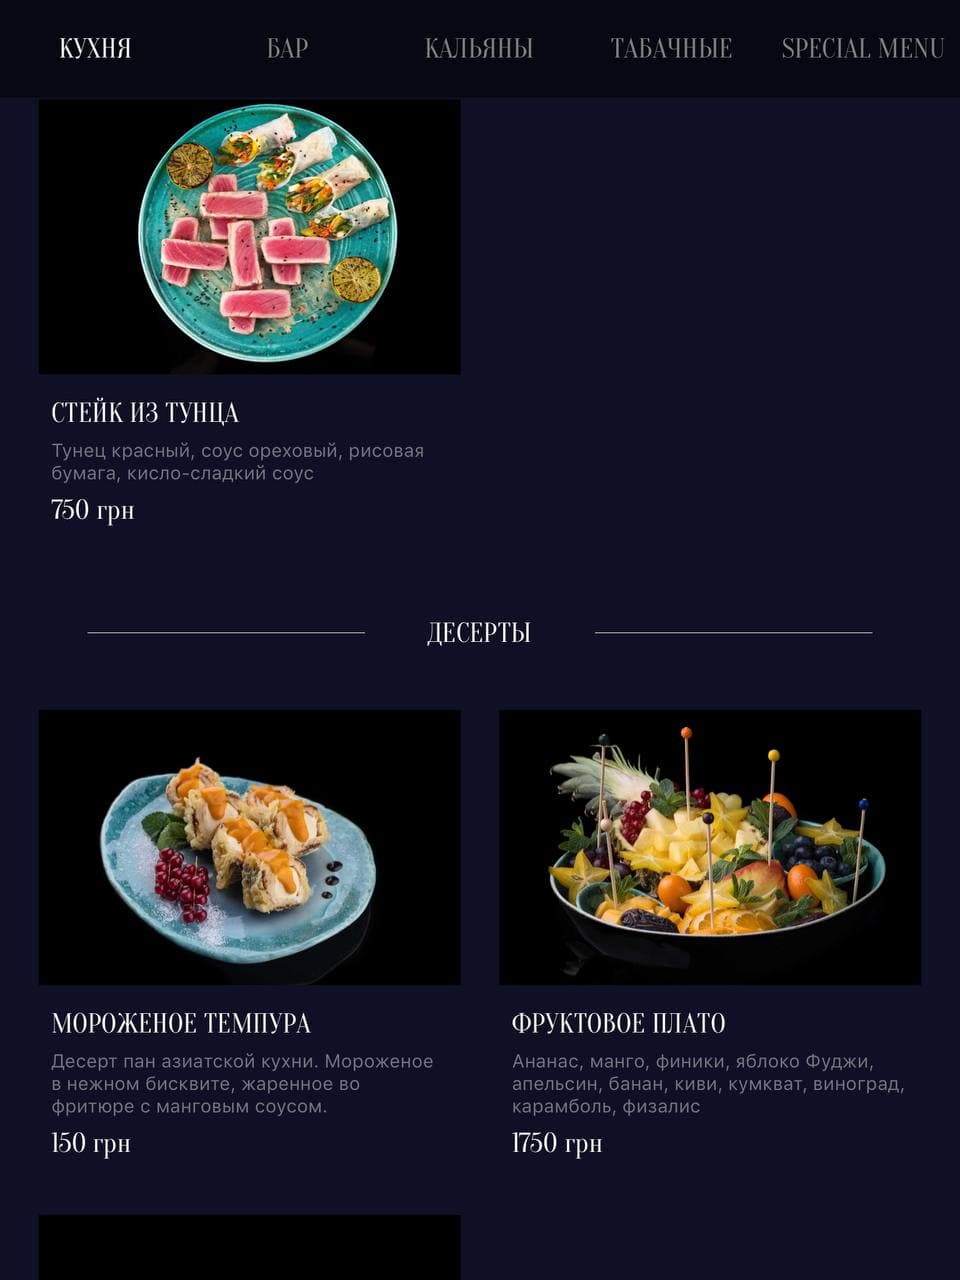 КУХНЯ БАР КАЛЬЯНЫ ТАБАЧНЫЕ SPECIAL MENU
СТЕЙК ИЗ ТУНЦА
Тунец красный, соус ореховый, рисовая
бумага, кисло-сладкий соус
750 грн
ДЕСЕРТЫ
МОРОЖЕНОЕ ТЕМПУРА
Десерт пан азиатской кухни. Мороженое
в нежном бисквите, жаренное во
фритюре с манговым соусом.
150 грн
ФРУКТОВОЕ ПЛАТО
Ананас, манго, финики, яблоко Фуджи,
апельсин, банан, киви, кумкват, виноград,
карамболь, физалис
1750 грн